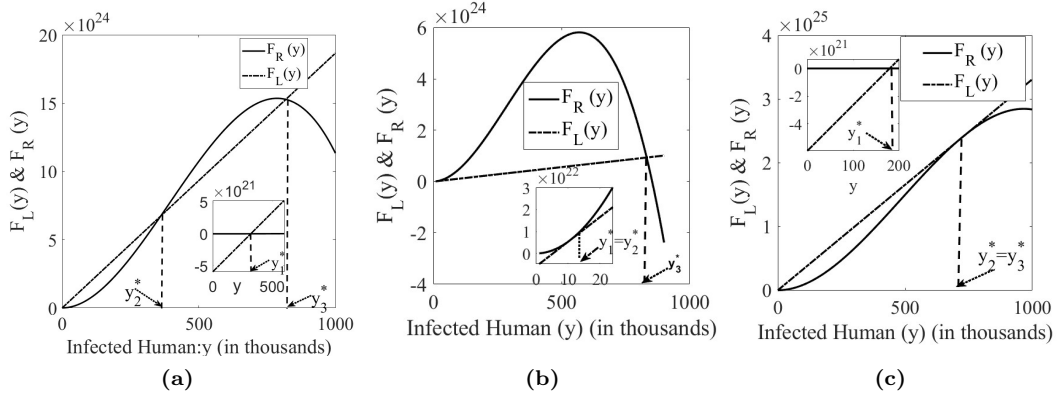 ×10^24
20
15
10
5
0
F_L(y) & F_R (y)
F_R (y)
F_L(y)
×10^21
5
0
-5
0
y
500
y_1^*
y_2^*
y_3^*
0
500
1000
Infected Human:y (in thousands)
(a)
×10^24
6
4
2
0
-2
-4
F_L(y) & F_R (y)
F_R (y)
F_L(y)
×10^22
3
2
1
0
0
10
20
y_1^*=y_2^*
y_3^*
0
500
1000
Infected Human (y) (in thousands)
(b)
×10^25
4
3
2
1
0
F_L(y) & F_R (y)
F_R (y)
F_L(y)
×10^21
0
-2
-4
0
100
200
y
y_1^*
y_2^*=y_3^*
0
500
1000
Infected Human (y) (in thousands)
(c)